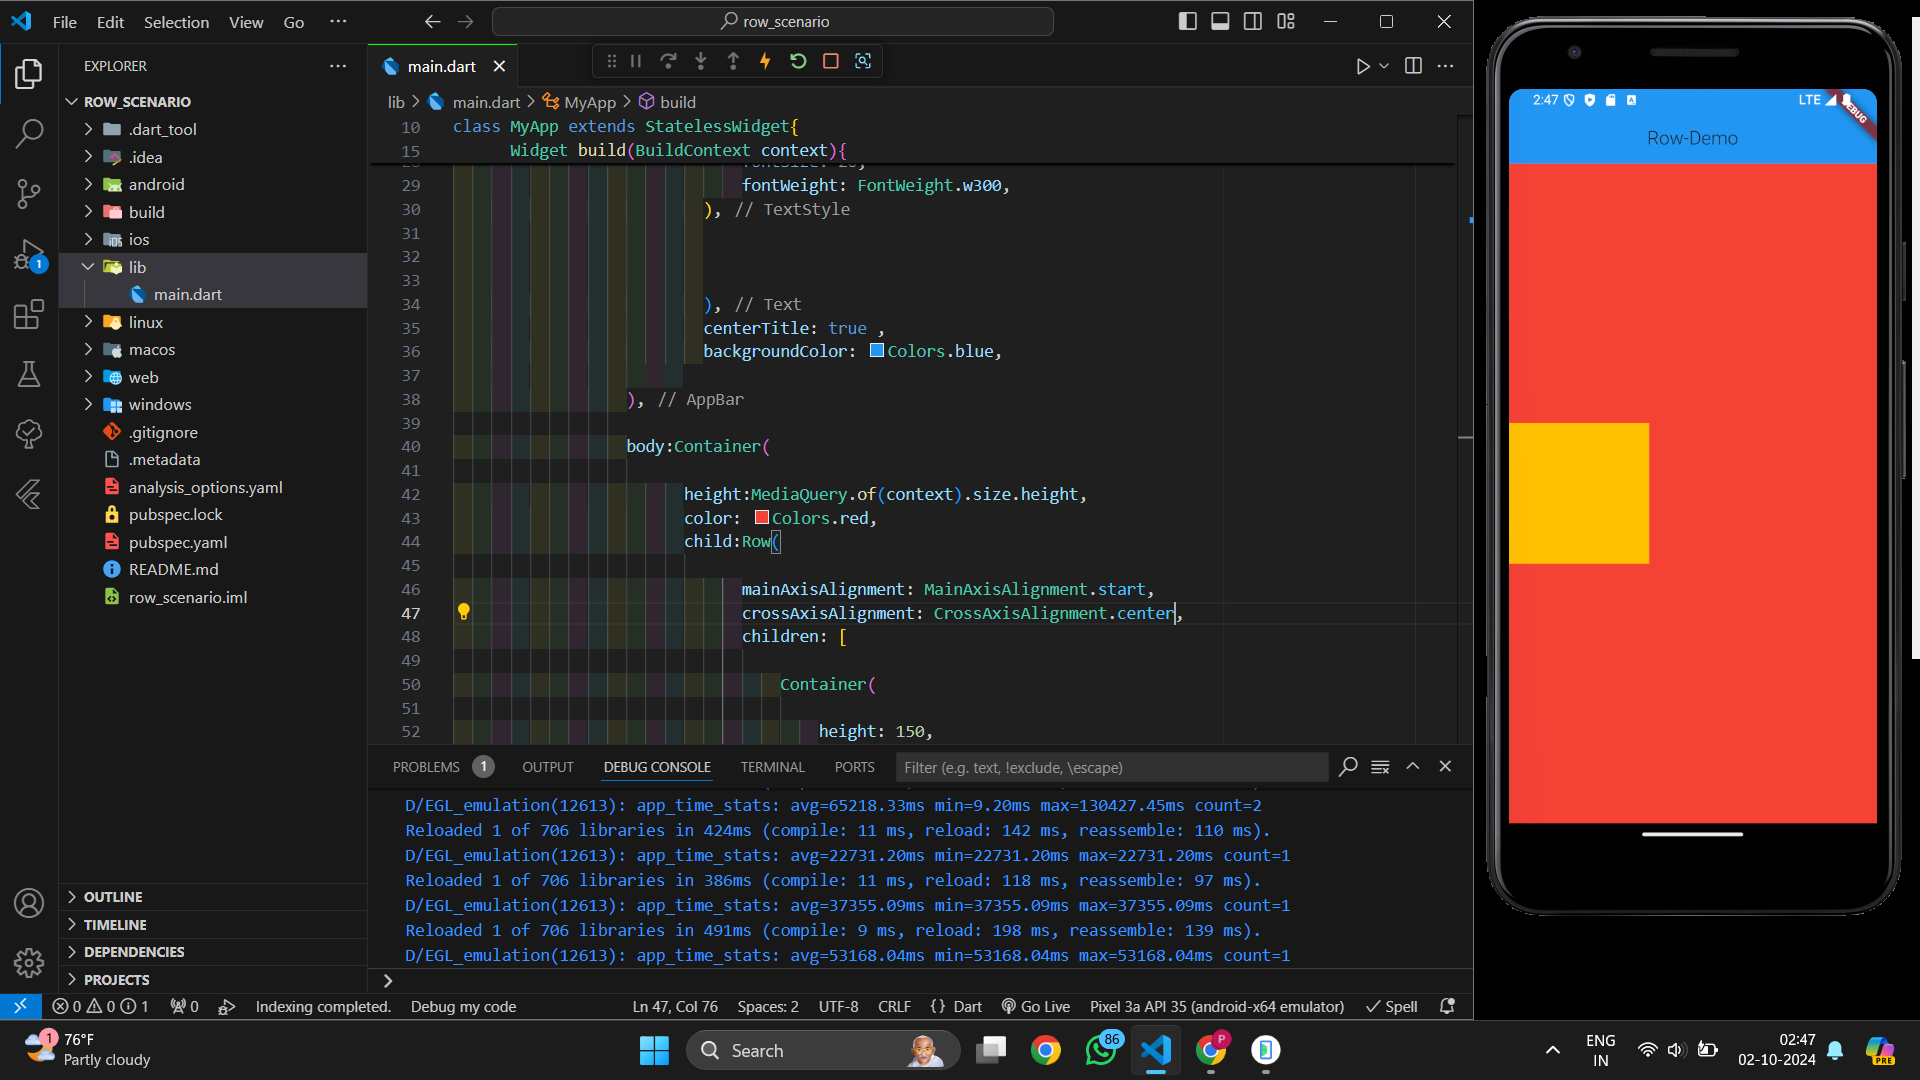 File Edit Selection View Go ···
row_scenario
EXPLORER
ROW_SCENARIO
.dart_tool
.idea
android
build
ios
lib
main.dart
linux
macos
web
windows
.gitignore
.metadata
analysis_options.yaml
pubspec.lock
pubspec.yaml
README.md
row_scenario.iml
OUTLINE
TIMELINE
DEPENDENCIES
PROJECTS
1
main.dart
lib > main.dart > MyApp > build
10 class MyApp extends StatelessWidget{
15 Widget build(BuildContext context){
29 fontWeight: FontWeight.w300,
30 ), // TextStyle
31
32
33
34 ), // Text
35 centerTitle: true ,
36 backgroundColor: Colors.blue,
37
38 ), // AppBar
39
40 body:Container(
41
42 height:MediaQuery.of(context).size.height,
43 color: Colors.red,
44 child:Row(
45
46 mainAxisAlignment: MainAxisAlignment.start,
47 crossAxisAlignment: CrossAxisAlignment.center,
48 children: [
49
50 Container(
51
52 height: 150,
PROBLEMS 1 OUTPUT DEBUG CONSOLE TERMINAL PORTS Filter (e.g. text, !exclude, \escape)
D/EGL_emulation(12613): app_time_stats: avg=65218.33ms min=9.20ms max=130427.45ms count=2
Reloaded 1 of 706 libraries in 424ms (compile: 11 ms, reload: 142 ms, reassemble: 110 ms).
D/EGL_emulation(12613): app_time_stats: avg=22731.20ms min=22731.20ms max=22731.20ms count=1
Reloaded 1 of 706 libraries in 386ms (compile: 11 ms, reload: 118 ms, reassemble: 97 ms).
D/EGL_emulation(12613): app_time_stats: avg=37355.09ms min=37355.09ms max=37355.09ms count=1
Reloaded 1 of 706 libraries in 491ms (compile: 9 ms, reload: 198 ms, reassemble: 139 ms).
D/EGL_emulation(12613): app_time_stats: avg=53168.04ms min=53168.04ms max=53168.04ms count=1
0 0 1 0 Indexing completed. Debug my code Ln 47, Col 76 Spaces: 2 UTF-8 CRLF {} Dart Go Live Pixel 3a API 35 (android-x64 emulator) Spell
2:47 LTE
DEBUG
Row-Demo
1 76°F
Partly cloudy
Search
86
P
ENG
IN
02:47
02-10-2024
PRE